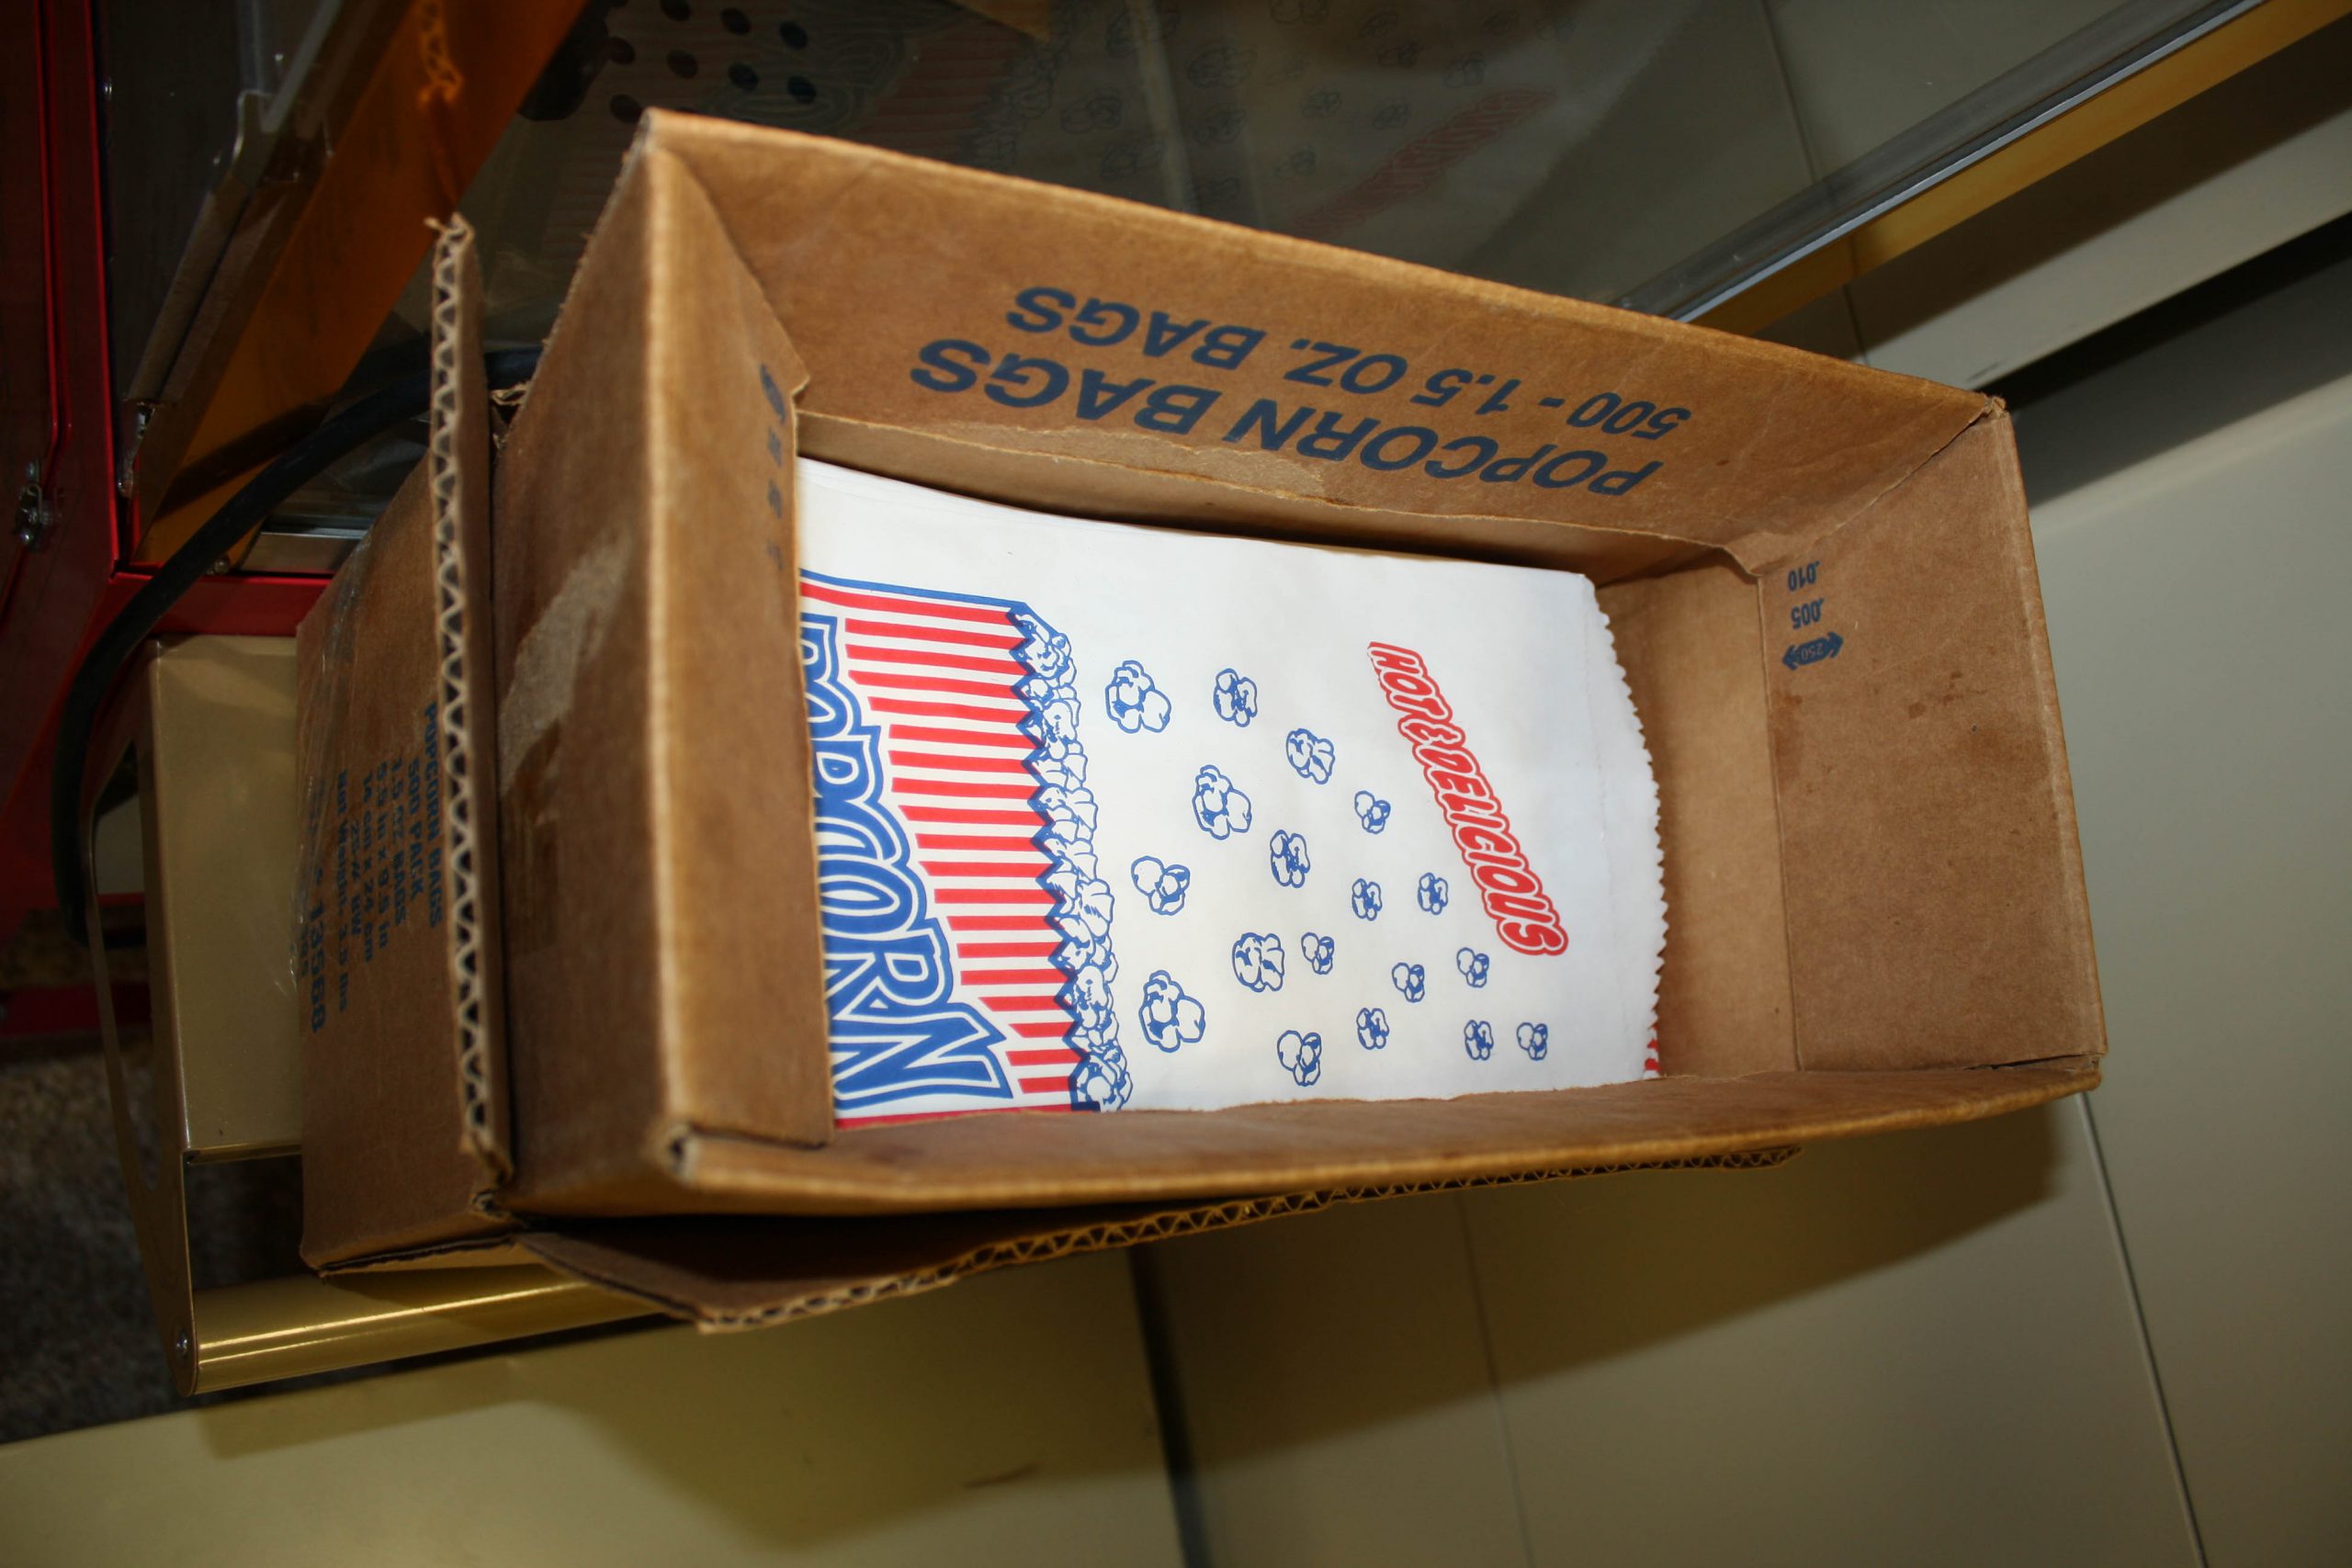 POPCORN BAGS
500 - 1.5 OZ. BAGS
POPCORN
HOT & DELICIOUS
.010
.005
250
POPCORN BAGS
500 PACK
1.5 OZ BAGS